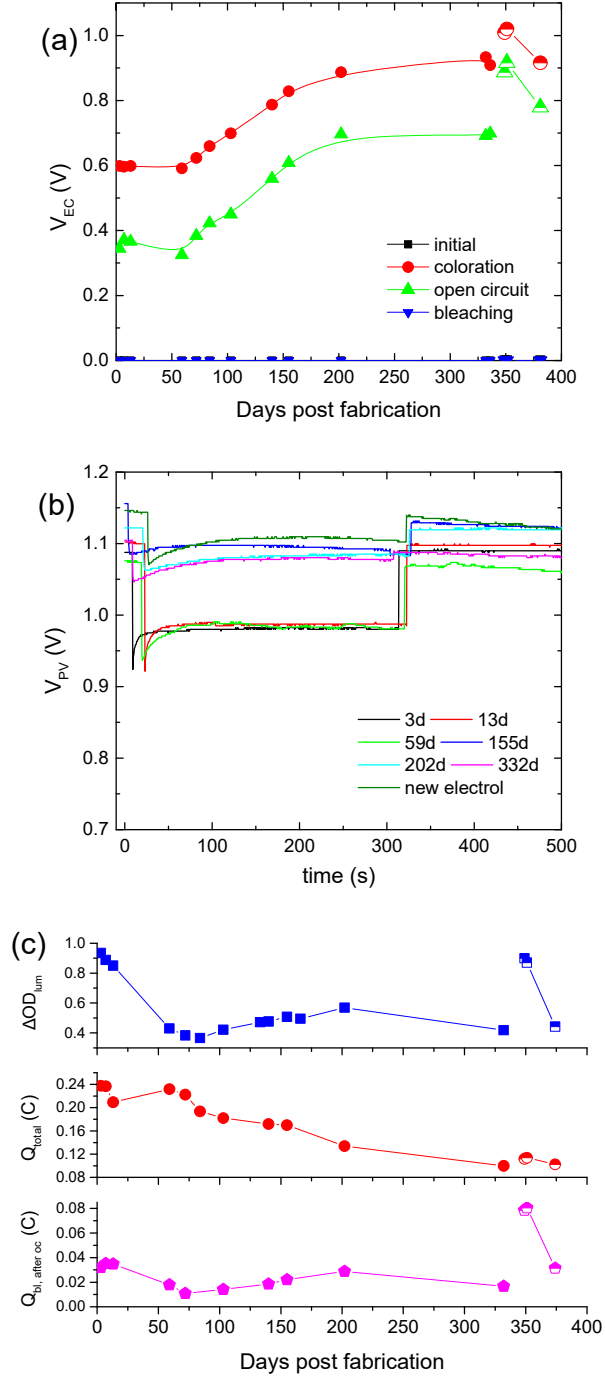 (a)
1.0
0.8
0.6
0.4
0.2
0.0
V_EC (V)
initial
coloration
open circuit
bleaching
0 50 100 150 200 250 300 350 400
Days post fabrication
(b)
1.2
1.1
1.0
0.9
0.8
0.7
V_PV (V)
3d 13d
59d 155d
202d 332d
new electrol
0 100 200 300 400 500
time (s)
(c)
1.0
0.8
0.6
0.4
ΔOD_lum
0.24
0.20
0.16
0.12
0.08
Q_total (C)
0.08
0.06
0.04
0.02
0.00
Q_bl, after oc (C)
0 50 100 150 200 250 300 350 400
Days post fabrication